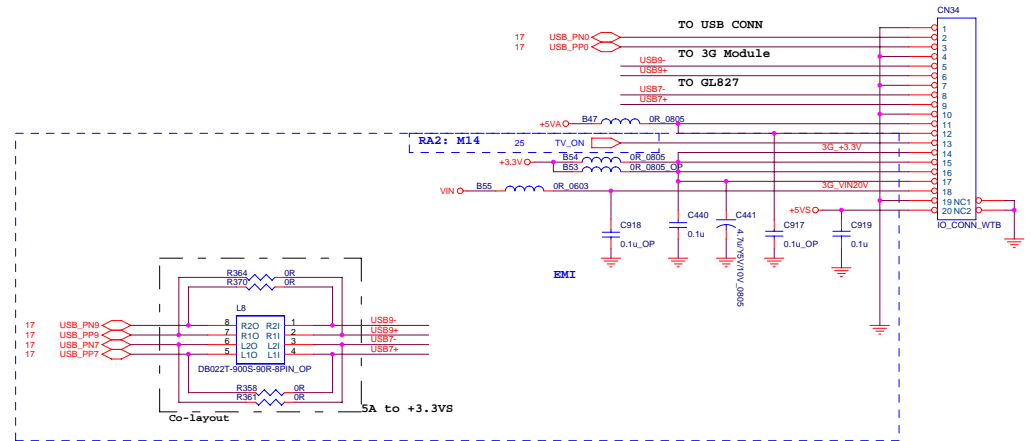 CN34
TO USB CONN
17 USB_PN0
17 USB_PP0
TO 3G Module
USB9-
USB9+
TO GL827
USB7-
USB7+
1
2
3
4
5
6
7
8
9
10
11
12
13
14
15
16
17
18
19 NC1
20 NC2
IO_CONN_WTB
+5VA B47 0R_0805
RA2: M14 25 TV_ON
3G_+3.3V
+3.3V B54 0R_0805
B53 0R_0805_OP
VIN B55 0R_0603
3G_VIN20V
+5VS
C918
0.1u_OP
C440
0.1u
C441
4.7u/Y5V/10V_0805
C917
0.1u_OP
C919
0.1u
EMI
R364 0R
R370 0R
L8
17 USB_PN9 8 R2O R2I 1 USB9-
17 USB_PP9 7 R1O R1I 2 USB9+
17 USB_PN7 6 L2O L2I 3 USB7-
17 USB_PP7 5 L1O L1I 4 USB7+
DB022T-900S-90R-8PIN_OP
R358 0R
R361 0R
5A to +3.3VS
Co-layout